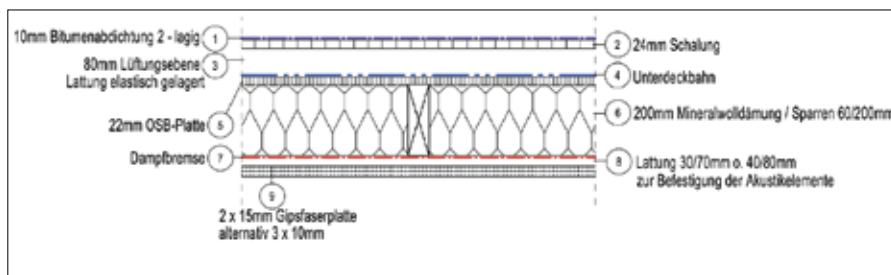 10mm Bitumenabdichtung 2 - lagig 1
2 24mm Schalung
80mm Lüftungsebene 3
Lattung elastisch gelagert
4 Unterdeckbahn
22mm OSB-Platte 5
6 200mm Mineralwolldämung / Sparren 60/200mm
Dampfbremse 7
8 Lattung 30/70mm o. 40/80mm
zur Befestigung der Akustikelemente
9
2 x 15mm Gipsfaserplatte
alternativ 3 x 10mm